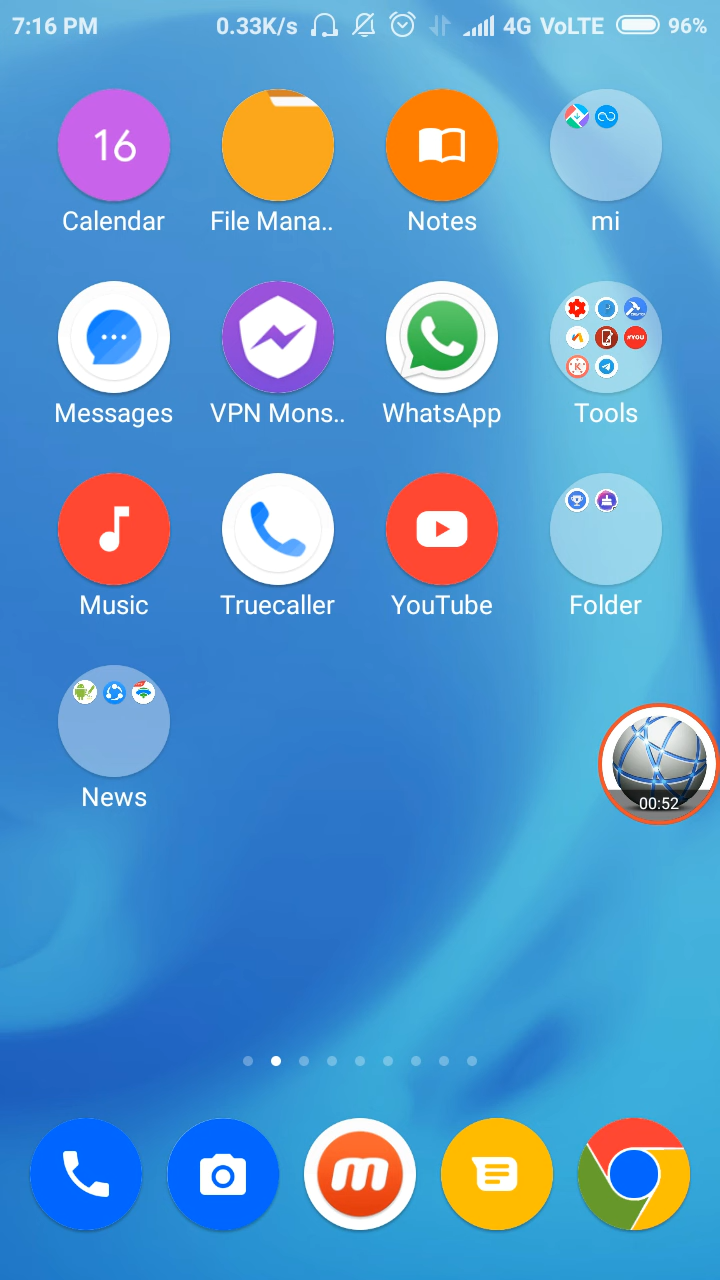 7:16 PM 0.33K/s 4G VoLTE 96%
16
Calendar File Mana.. Notes mi
Messages VPN Mons.. WhatsApp Tools
#YOU
K
Music Truecaller YouTube Folder
News
00:52
m